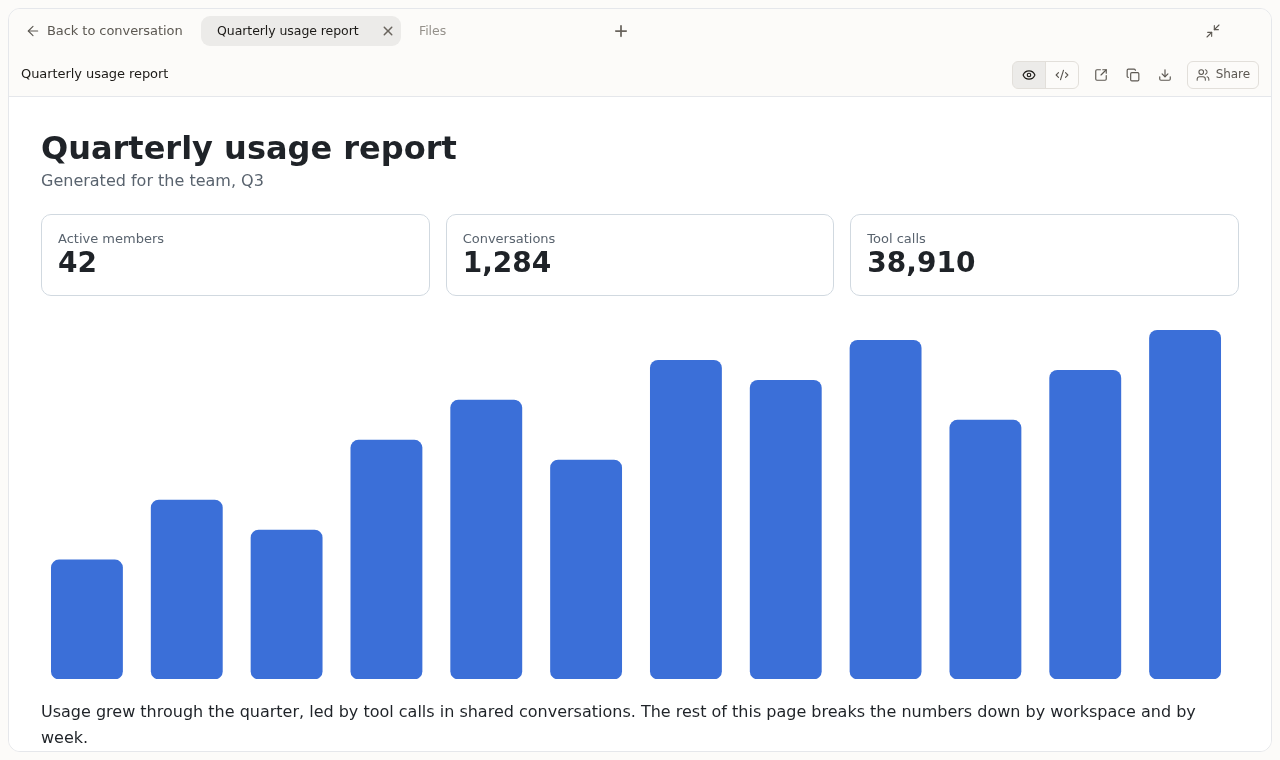 Back to conversation
Quarterly usage report
Files
Quarterly usage report
Share
Quarterly usage report
Generated for the team, Q3
Active members
42
Conversations
1,284
Tool calls
38,910
Usage grew through the quarter, led by tool calls in shared conversations. The rest of this page breaks the numbers down by workspace and by
week.